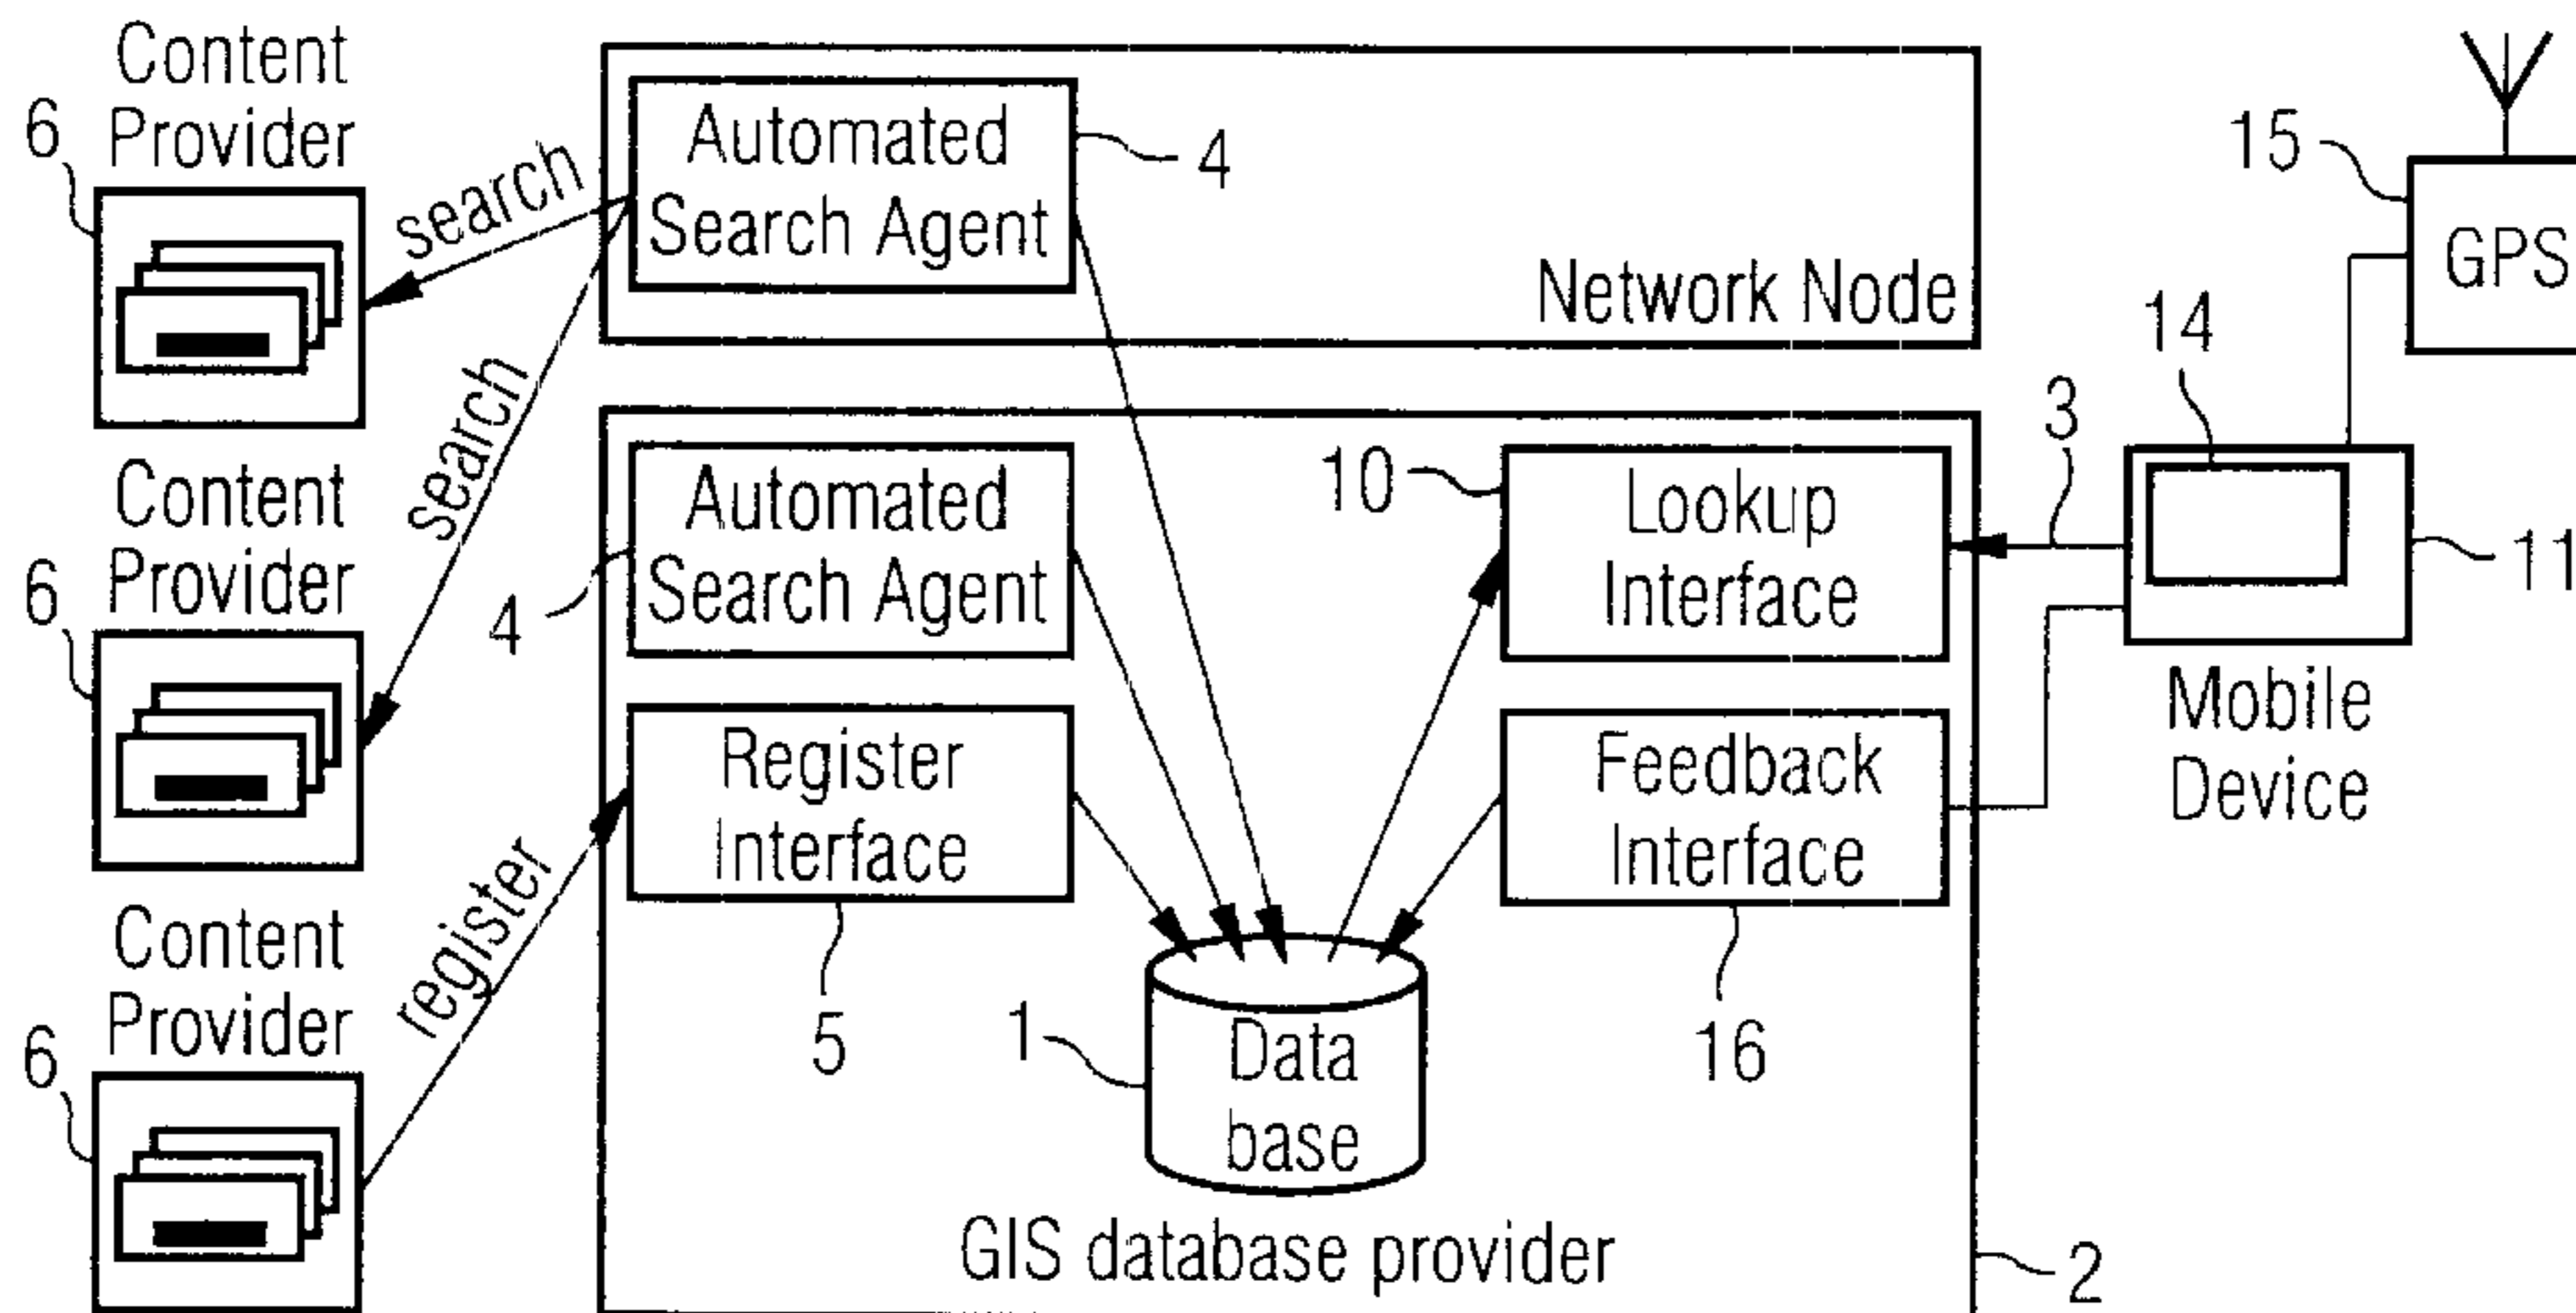 Content
Provider
6
search
Automated
Search Agent
4
Network Node
15
GPS
14
Content
Provider
6
search
Automated
Search Agent
4
10
Lookup
Interface
3
11
Mobile
Device
Register
Interface
5
Feedback
Interface
16
Content
Provider
6
register
1
Data
base
GIS database provider
2